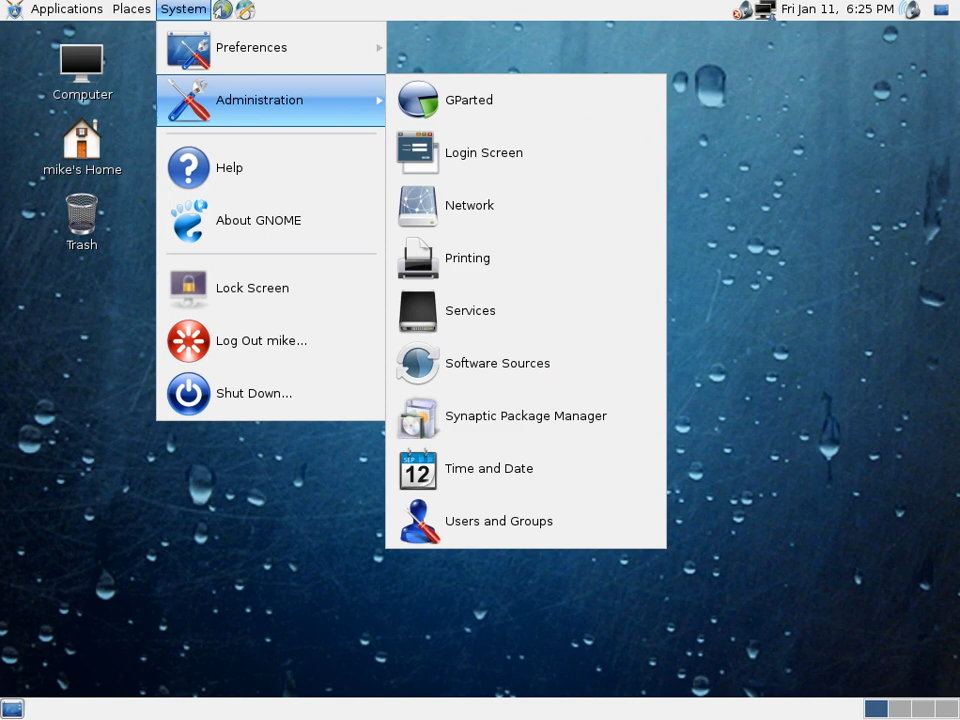 Applications Places System
Fri Jan 11, 6:25 PM
Computer
mike's Home
Trash
Preferences
Administration
Help
About GNOME
Lock Screen
Log Out mike...
Shut Down...
GParted
Login Screen
Network
Printing
Services
Software Sources
Synaptic Package Manager
SEP
12
Time and Date
Users and Groups